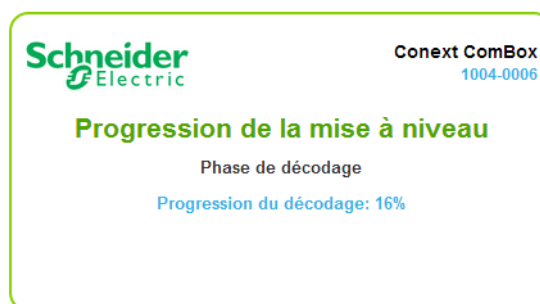 Schneider
Electric
Conext ComBox
1004-0006
Progression de la mise à niveau
Phase de décodage
Progression du décodage: 16%